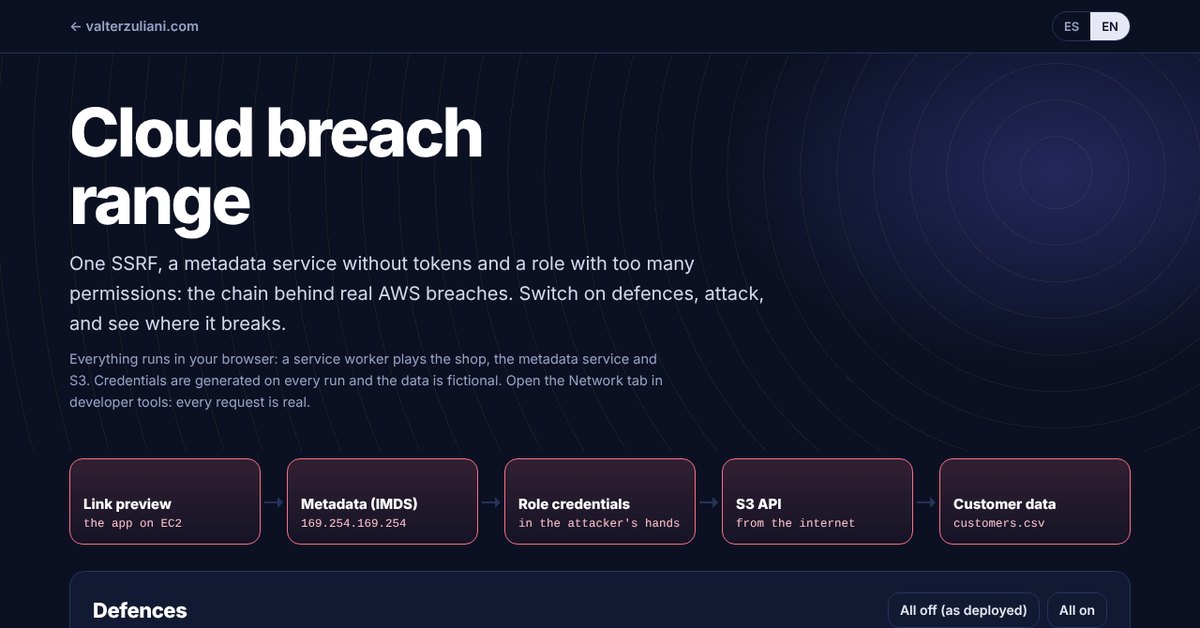 ← valterzuliani.com
ES EN
Cloud breach
range
One SSRF, a metadata service without tokens and a role with too many
permissions: the chain behind real AWS breaches. Switch on defences, attack,
and see where it breaks.
Everything runs in your browser: a service worker plays the shop, the metadata service and
S3. Credentials are generated on every run and the data is fictional. Open the Network tab in
developer tools: every request is real.
Link preview
the app on EC2
Metadata (IMDS)
169.254.169.254
Role credentials
in the attacker's hands
S3 API
from the internet
Customer data
customers.csv
Defences
All off (as deployed)
All on